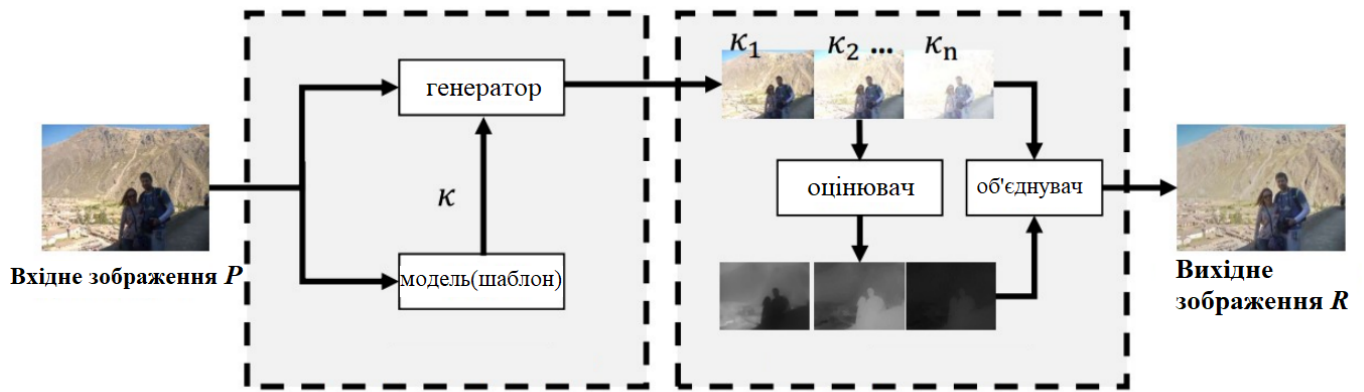 κ₁ κ₂ ... κₙ
генератор
κ
оцінювач
об'єднувач
модель(шаблон)
Вхідне зображення P
Вихідне
зображення R